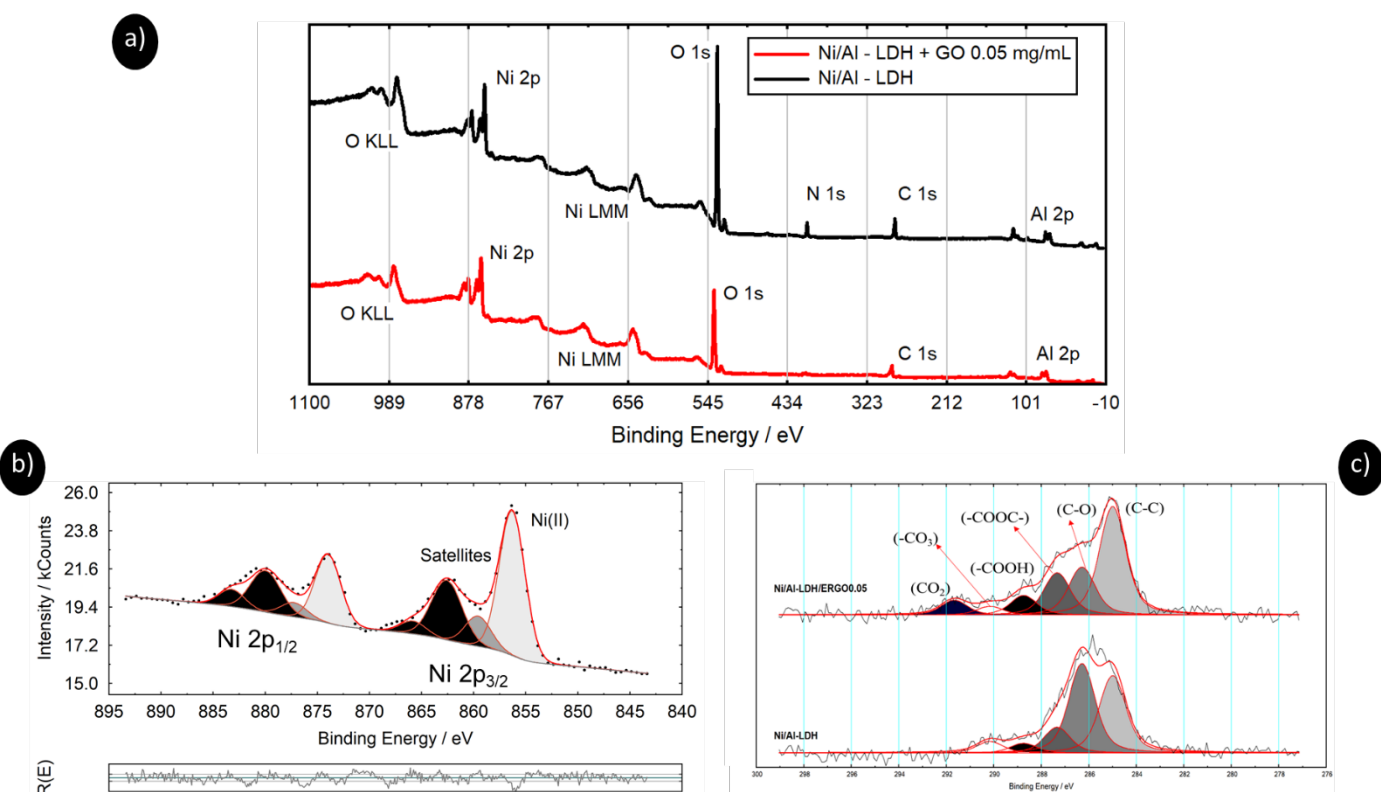 a)
O 1s
Ni/Al - LDH + GO 0.05 mg/mL
Ni/Al - LDH
Ni 2p
O KLL
Ni LMM
N 1s
C 1s
Al 2p
Ni 2p
O KLL
Ni LMM
O 1s
C 1s
Al 2p
1100 989 878 767 656 545 434 323 212 101 -10
Binding Energy / eV
b)
26.0
23.8
21.6
19.4
17.2
15.0
Intensity / kCounts
Ni(II)
Satellites
Ni 2p1/2
Ni 2p3/2
895 890 885 880 875 870 865 860 855 850 845 840
Binding Energy / eV
R(E)
c)
(-COOC-)
(C-O)
(C-C)
(-CO3)
(-COOH)
(CO2)
Ni/Al-LDH/ERGO0.05
Ni/Al-LDH
300 298 296 294 292 290 288 286 284 282 280 278 276
Binding Energy / eV